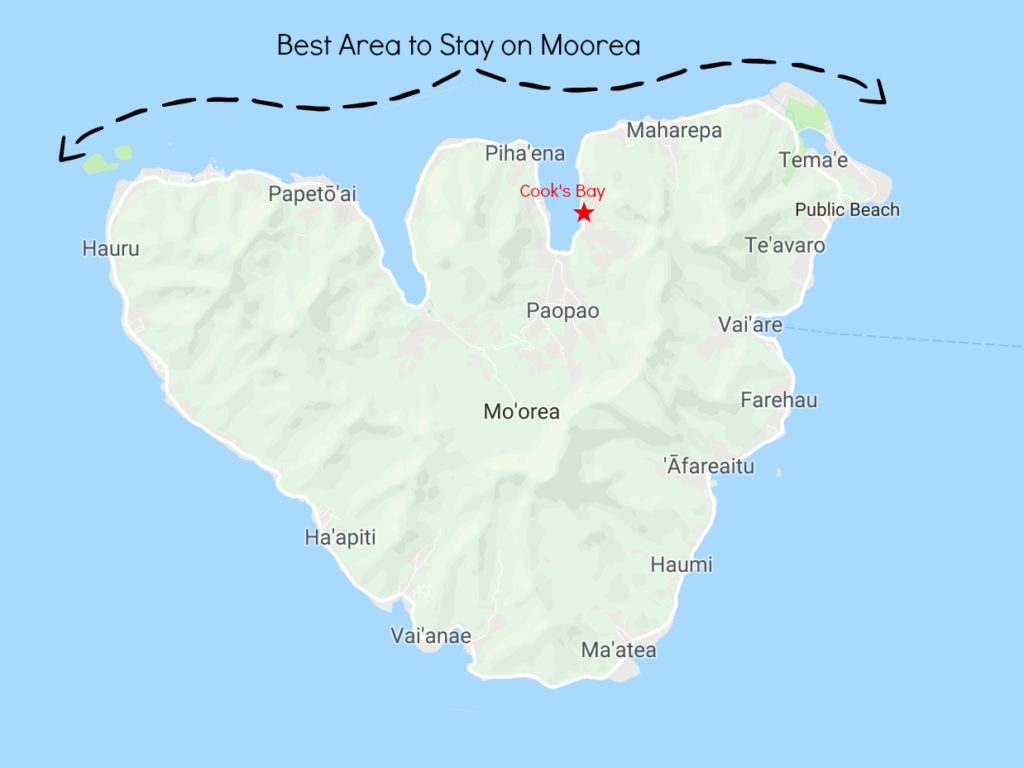 Best Area to Stay on Moorea
Maharepa
Piha'ena
Tema'e
Papetō'ai
Cook's Bay
Public Beach
Hauru
Te'avaro
Paopao
Vai'are
Farehau
Mo'orea
'Āfareaitu
Ha'apiti
Haumi
Vai'anae
Ma'atea